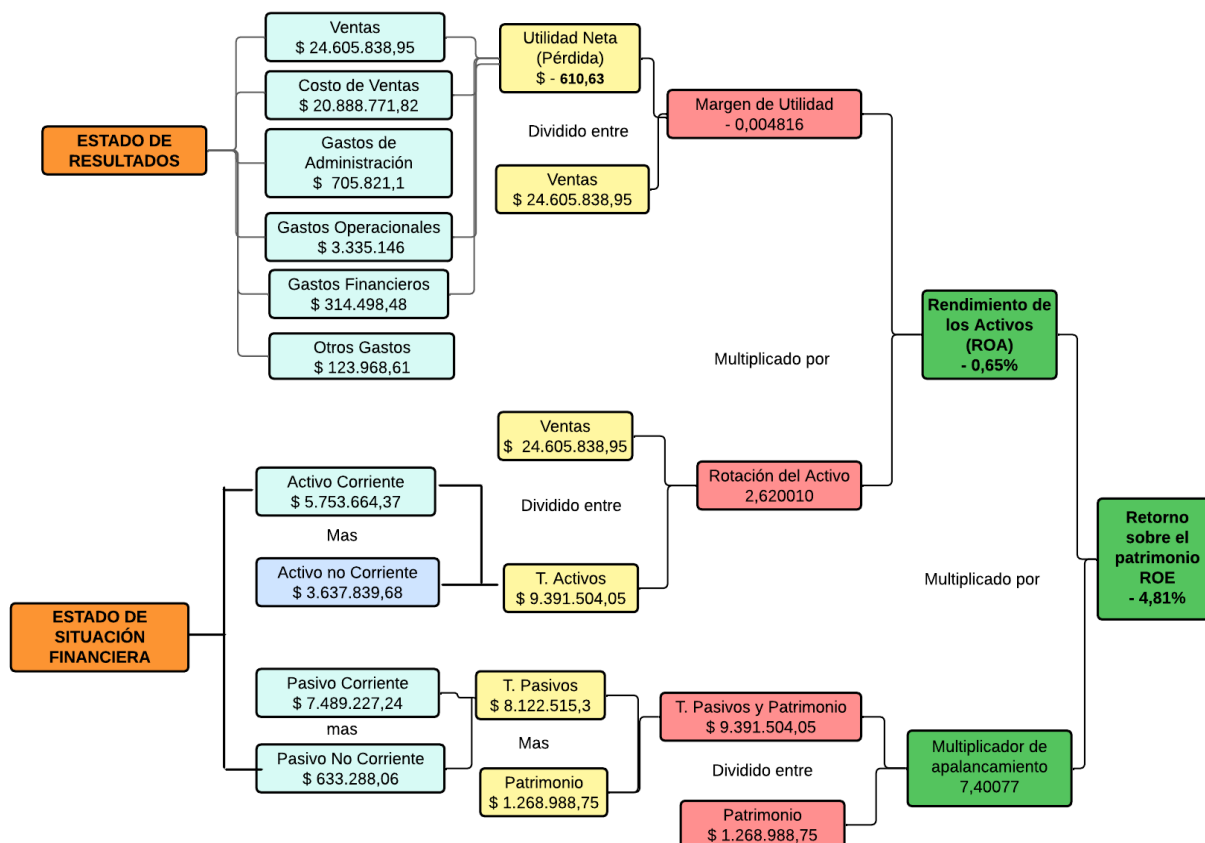 Ventas
$ 24.605.838,95
Costo de Ventas
$ 20.888.771,82
Gastos de
Administración
$ 705.821,1
Gastos Operacionales
$ 3.335.146
Gastos Financieros
$ 314.498,48
Otros Gastos
$ 123.968,61
ESTADO DE
RESULTADOS
Utilidad Neta
(Pérdida)
$ - 610,63
Dividido entre
Ventas
$ 24.605.838,95
Margen de Utilidad
- 0,004816
Multiplicado por
Rendimiento de
los Activos
(ROA)
- 0,65%
Ventas
$ 24.605.838,95
Dividido entre
T. Activos
$ 9.391.504,05
Rotación del Activo
2,620010
Activo Corriente
$ 5.753.664,37
Mas
Activo no Corriente
$ 3.637.839,68
ESTADO DE
SITUACIÓN
FINANCIERA
Pasivo Corriente
$ 7.489.227,24
mas
Pasivo No Corriente
$ 633.288,06
T. Pasivos
$ 8.122.515,3
Mas
Patrimonio
$ 1.268.988,75
T. Pasivos y Patrimonio
$ 9.391.504,05
Dividido entre
Patrimonio
$ 1.268.988,75
Multiplicador de
apalancamiento
7,40077
Multiplicado por
Retorno
sobre el
patrimonio
ROE
- 4,81%